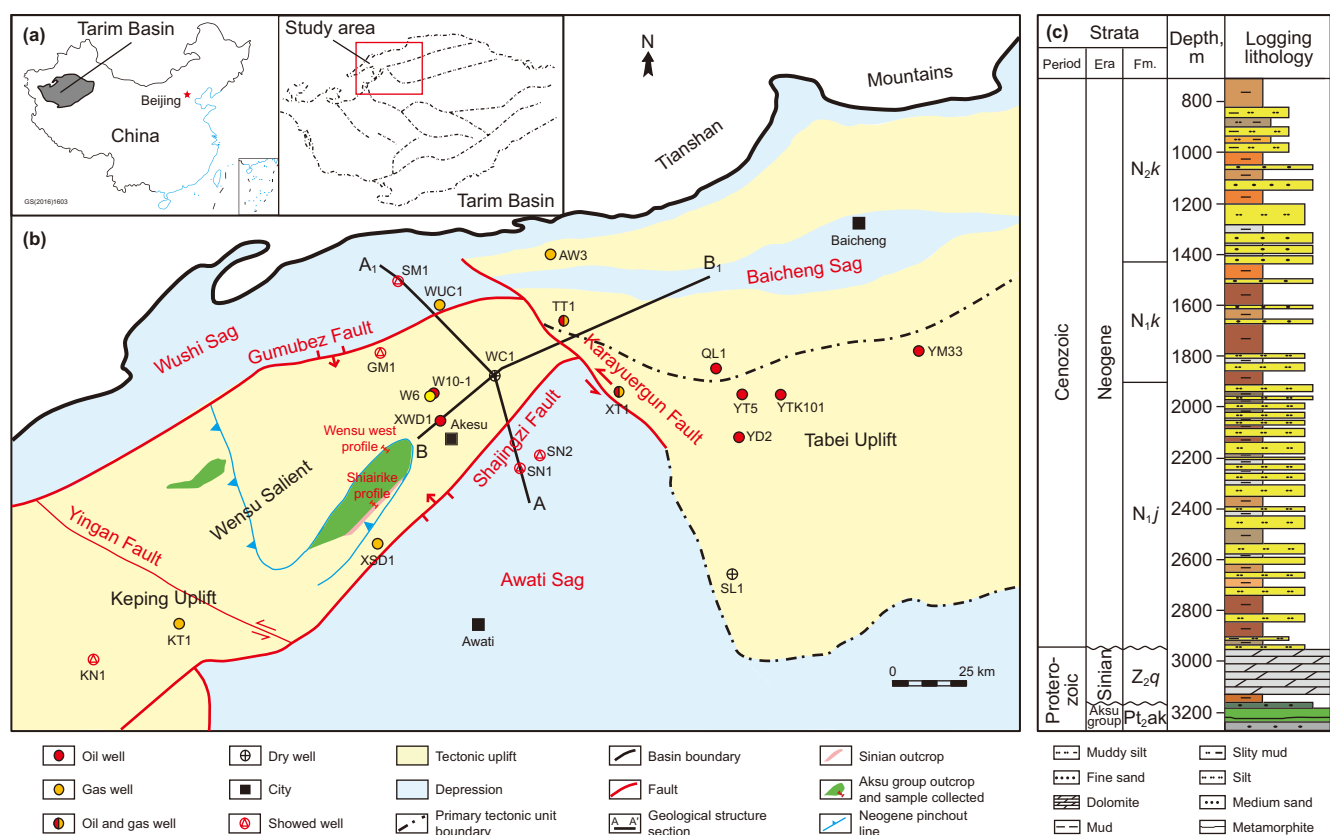 (a)
Tarim Basin
Beijing
China
GS(2016)1603
Study area
Tarim Basin
N
Mountains
Tianshan
(b)
A₁
SM1
WUC1
AW3
Baicheng
B₁
Baicheng Sag
Wushi Sag
Gumubez Fault
GM1
TT1
WC1
Karayuergun Fault
QL1
YM33
W10-1
W6
XWD1
Akesu
XT1
YT5
YTK101
YD2
Tabei Uplift
Wensu west
profile
B
Shajingzi Fault
SN2
SN1
A
Shiairike
profile
Wensu Salient
Yingan Fault
XSD1
Awati Sag
SL1
Keping Uplift
KT1
KN1
Awati
0
25 km
Oil well
Dry well
Tectonic uplift
Basin boundary
Sinian outcrop
Gas well
City
Depression
Fault
Aksu group outcrop
and sample collected
Oil and gas well
Showed well
Primary tectonic unit
boundary
A A'
Geological structure
section
Neogene pinchout
line
(c)
Strata
Depth,
m
Logging
lithology
Period
Era
Fm.
Cenozoic
Neogene
N₂k
N₁k
N₁j
Protero-
zoic
Sinian
Z₂q
Aksu
group
Pt₂ak
800
1000
1200
1400
1600
1800
2000
2200
2400
2600
2800
3000
3200
Muddy silt
Slity mud
Fine sand
Silt
Dolomite
Medium sand
Mud
Metamorphite